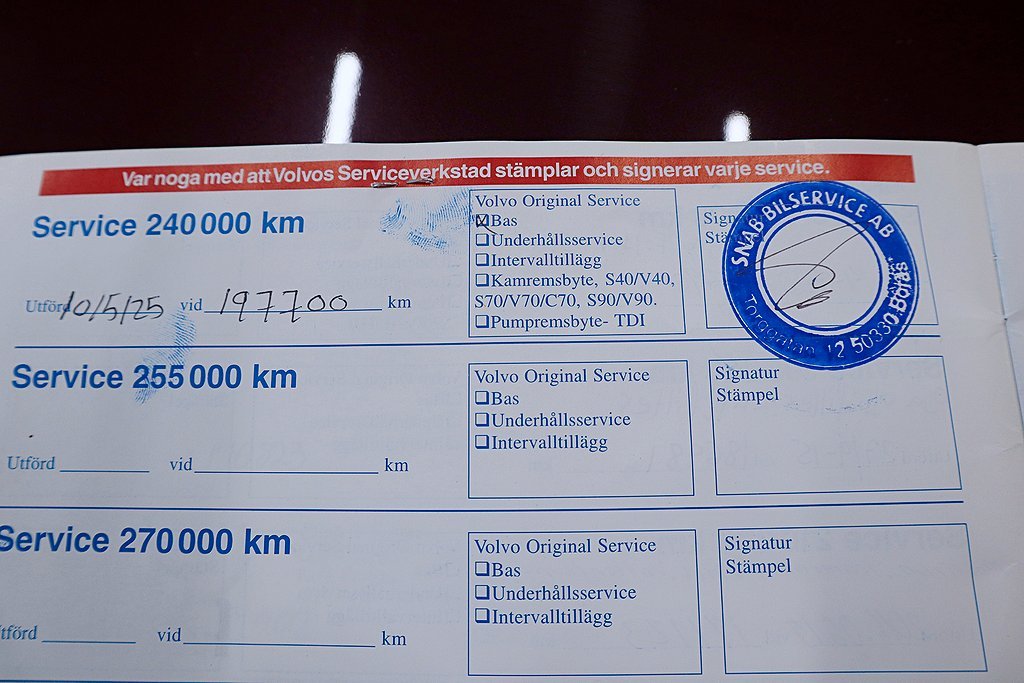 Var noga med att Volvos Serviceverkstad stämplar och signerar varje service.
Service 240 000 km
Utförd 10/5/25 vid 197700 km
Volvo Original Service
Bas
Underhållsservice
Intervalltillägg
Kamremsbyte, S40/V40,
S70/V70/C70, S90/V90.
Pumpremsbyte- TDI
SNAB BILSERVICE AB
Torggatan 12 50330 Borås
Service 255 000 km
Utförd vid km
Volvo Original Service
Bas
Underhållsservice
Intervalltillägg
Signatur
Stämpel
Service 270 000 km
vid km
Volvo Original Service
Bas
Underhållsservice
Intervalltillägg
Signatur
Stämpel